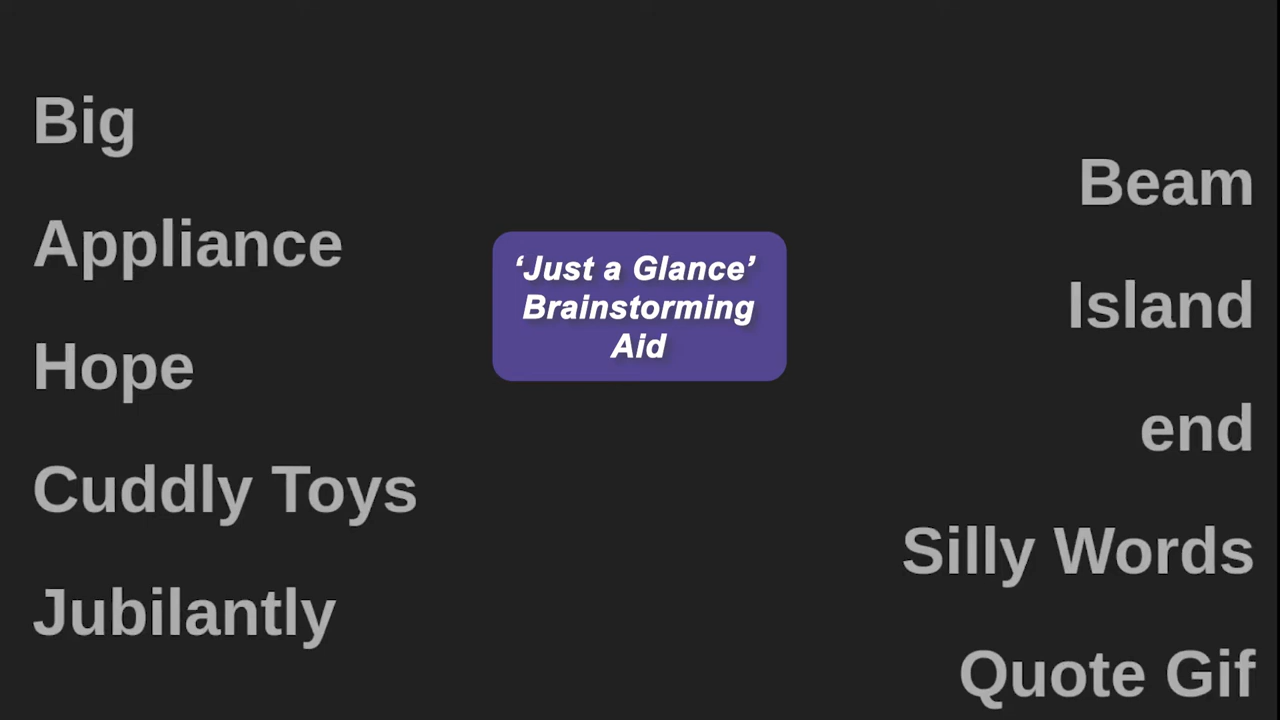 Big
Appliance
Hope
Cuddly Toys
Jubilantly
‘Just a Glance’
Brainstorming
Aid
Beam
Island
end
Silly Words
Quote Gif